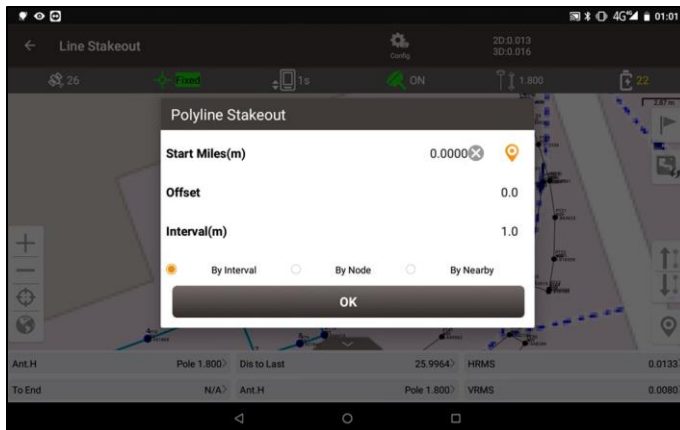 4G 01:01
Line Stakeout
Config
2D:0.013
3D:0.016
26
Fixed
1s
ON
1.800
22
Polyline Stakeout
Start Miles(m) 0.0000
Offset 0.0
Interval(m) 1.0
By Interval By Node By Nearby
OK
2.87 m
Ant.H Pole 1.800> Dis to Last 25.9964> HRMS 0.0133
To End N/A> Ant.H Pole 1.800> VRMS 0.0080